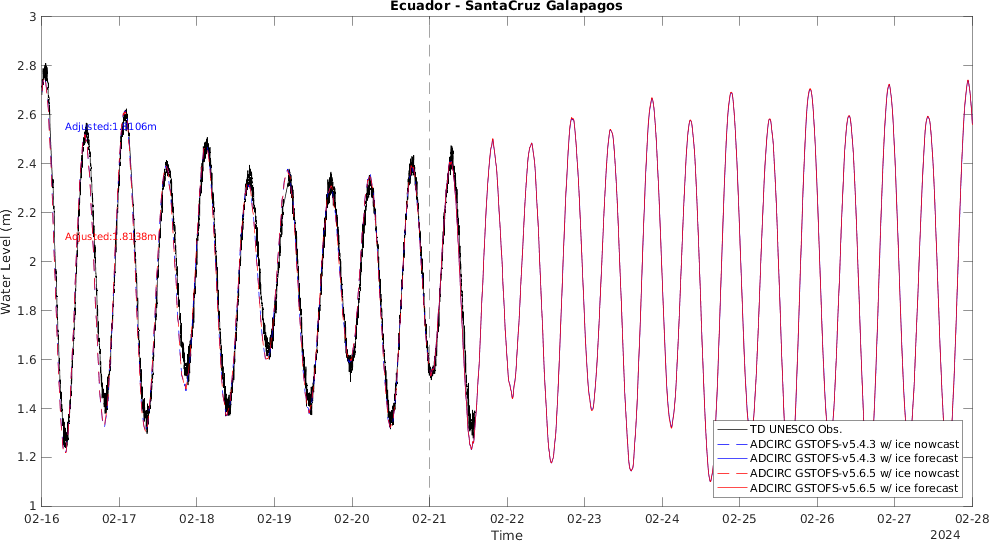 Ecuador - SantaCruz Galapagos
3
2.8
2.6
2.4
2.2
2
1.8
1.6
1.4
1.2
1
Water Level (m)
Adjusted:1.8106m
Adjusted:1.8138m
TD UNESCO Obs.
ADCIRC GSTOFS-v5.4.3 w/ ice nowcast
ADCIRC GSTOFS-v5.4.3 w/ ice forecast
ADCIRC GSTOFS-v5.6.5 w/ ice nowcast
ADCIRC GSTOFS-v5.6.5 w/ ice forecast
02-16 02-17 02-18 02-19 02-20 02-21 02-22 02-23 02-24 02-25 02-26 02-27 02-28
Time
2024